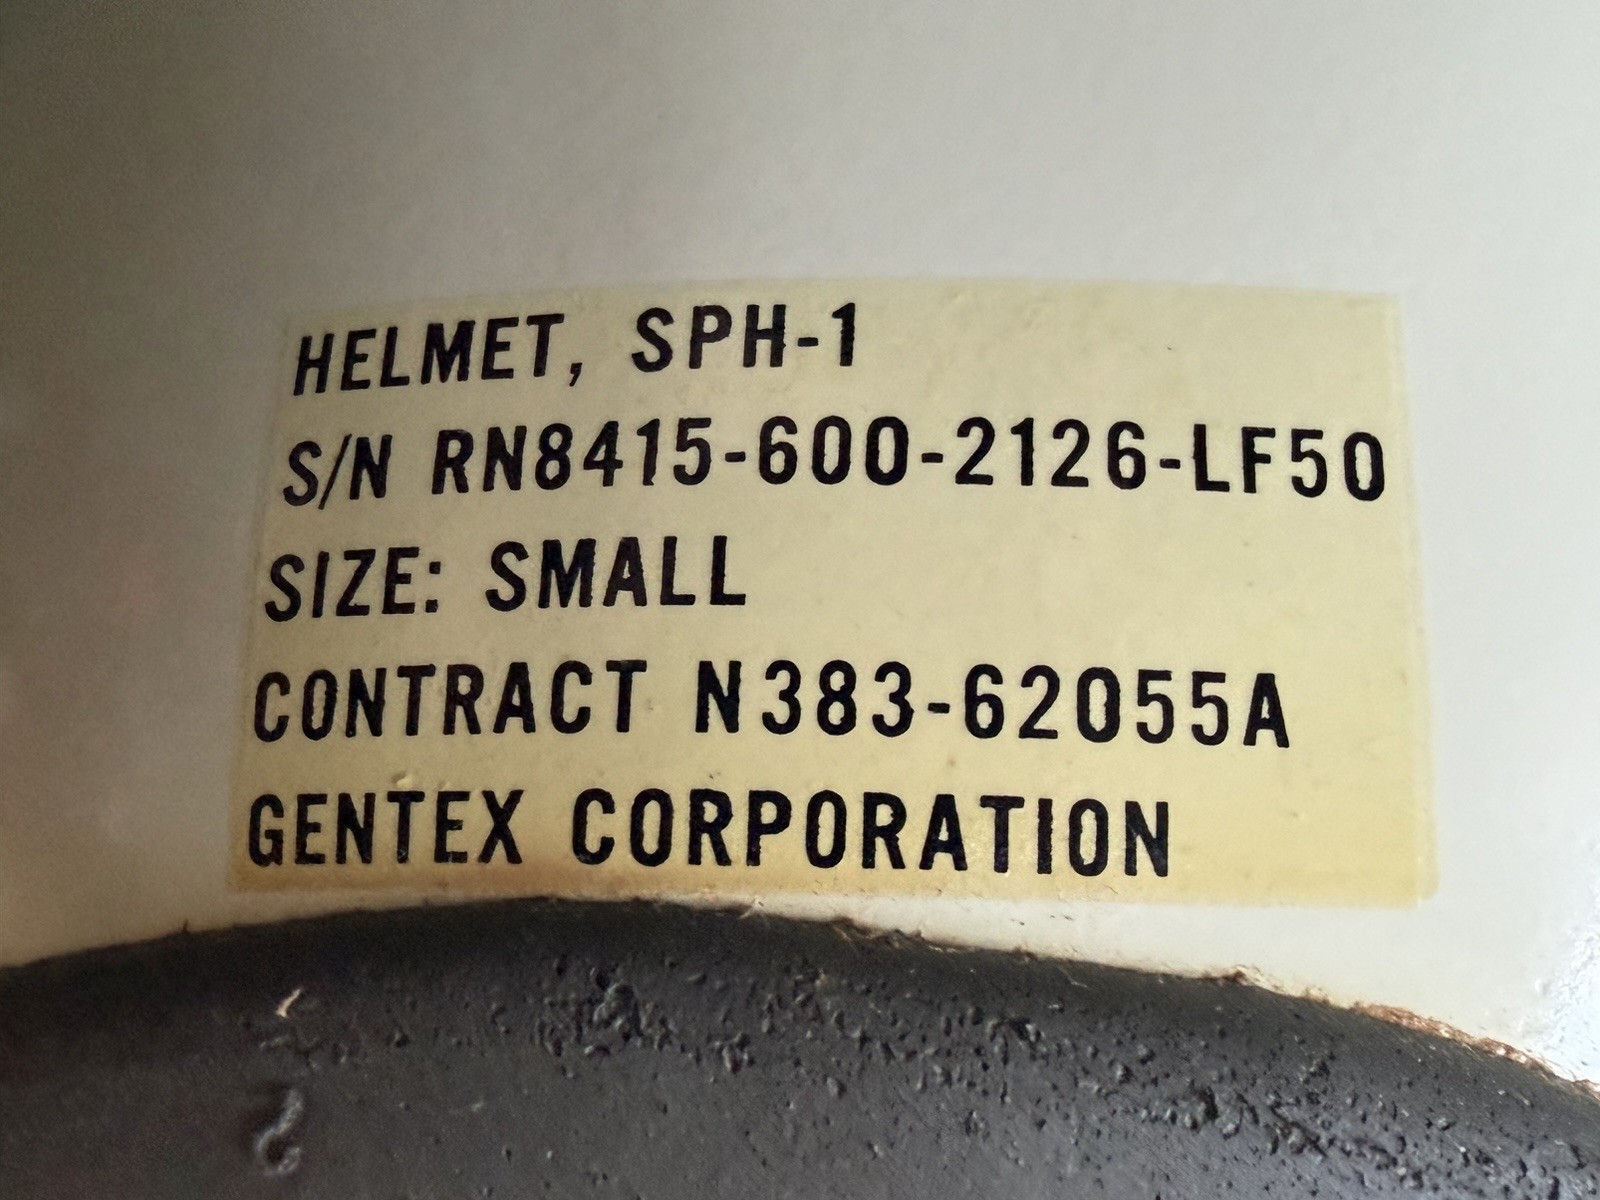 HELMET, SPH-1
S/N RN8415-600-2126-LF50
SIZE: SMALL
CONTRACT N383-62055A
GENTEX CORPORATION